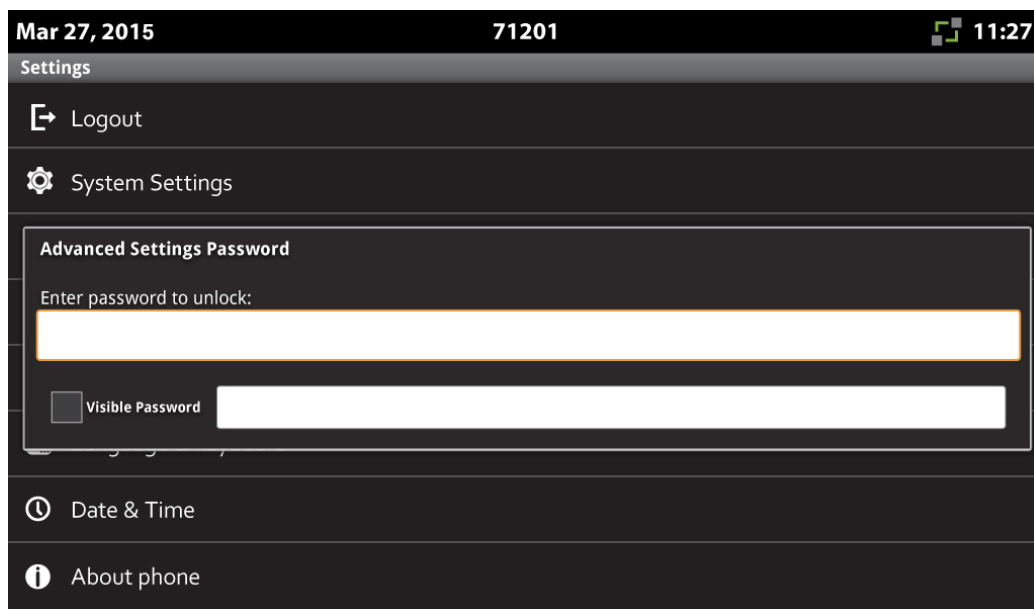 Mar 27, 2015 71201 11:27
Settings
Logout
System Settings
Advanced Settings Password
Enter password to unlock:
Visible Password
Date & Time
About phone